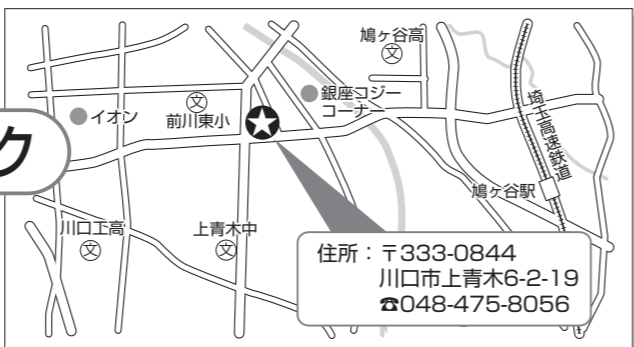 鳩ヶ谷高
文
銀座コジー
コーナー
イオン
文
前川東小
ク
埼玉高速鉄道
鳩ヶ谷駅
川口工高
文
上青木中
文
住所：〒333-0844
川口市上青木6-2-19
☎048-475-8056